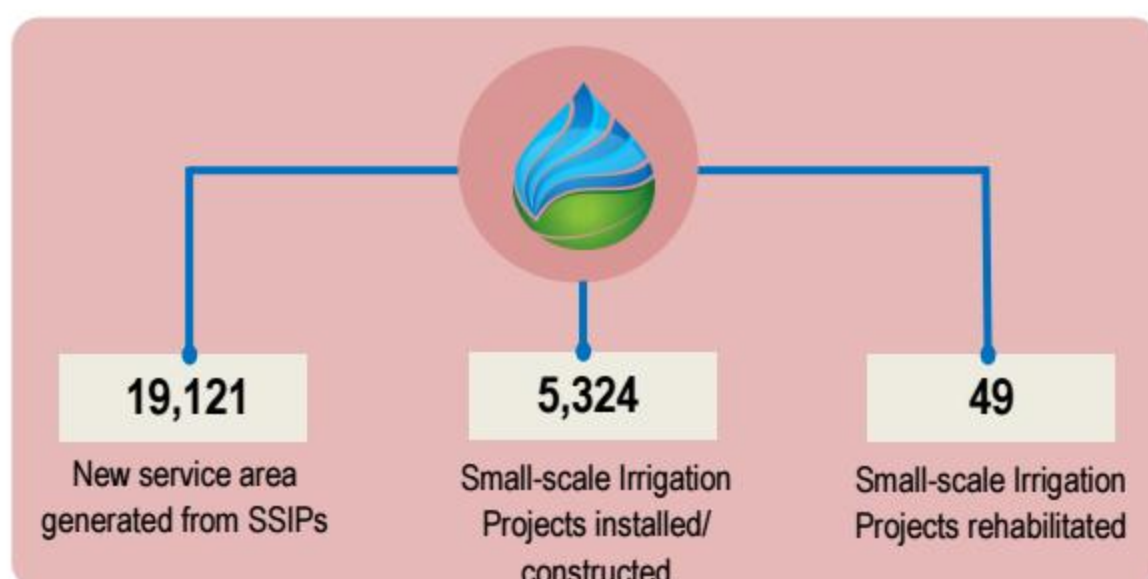 19,121
New service area
generated from SSIPs
5,324
Small-scale Irrigation
Projects installed/
constructed
49
Small-scale Irrigation
Projects rehabilitated